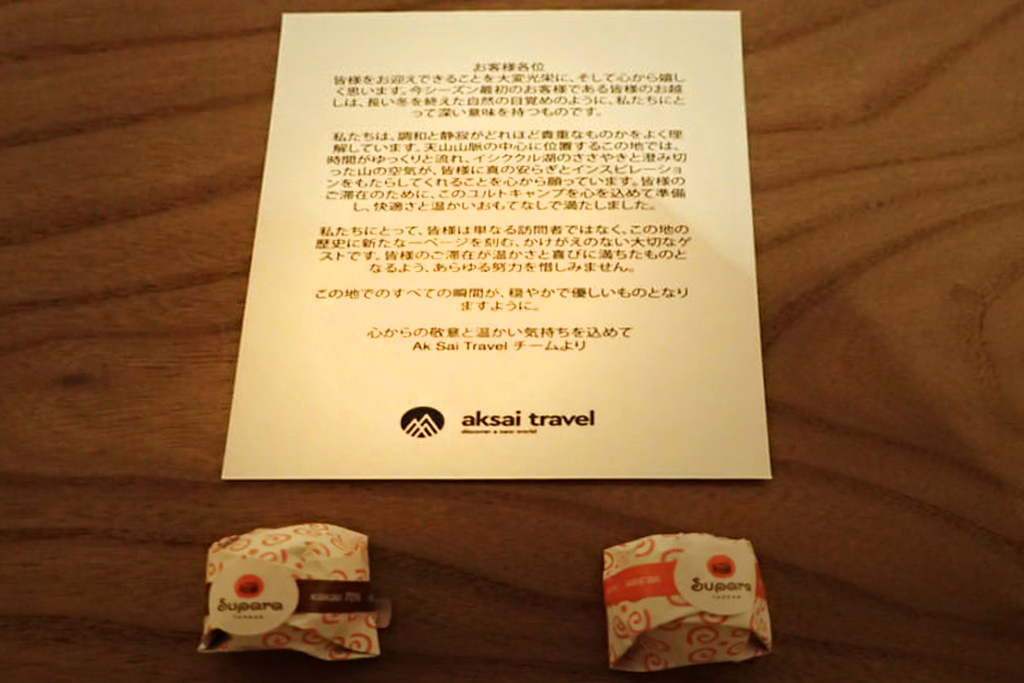 お客様各位
皆様をお迎えできることを大変光栄に、そして心から嬉し
く思います。今シーズン最初のお客様である皆様のお越
しは、長い冬を終えた自然の目覚めのように、私たちにと
って深い意味を持つものです。
私たちは、調和と静寂がどれほど貴重なものかをよく理
解しています。天山山脈の中心に位置するこの地では、
時間がゆっくりと流れ、イシククル湖のささやきと澄み切
った山の空気が、皆様に真の安らぎとインスピレーショ
ンをもたらしてくれることを心から願っています。皆様の
ご滞在のために、このユルトキャンプを心を込めて準備
し、快適さと温かいおもてなしで満たしました。
私たちにとって、皆様は単なる訪問者ではなく、この地の
歴史に新たな一ページを刻む、かけがえのない大切なゲ
ストです。皆様のご滞在が温かさと喜びに満ちたものと
なるよう、あらゆる努力を惜しみません。
この地でのすべての瞬間が、穏やかで優しいものとなり
ますように。
心からの敬意と温かい気持ちを込めて
Ak Sai Travel チームより
aksai travel
discover a new world
Supara
Supara